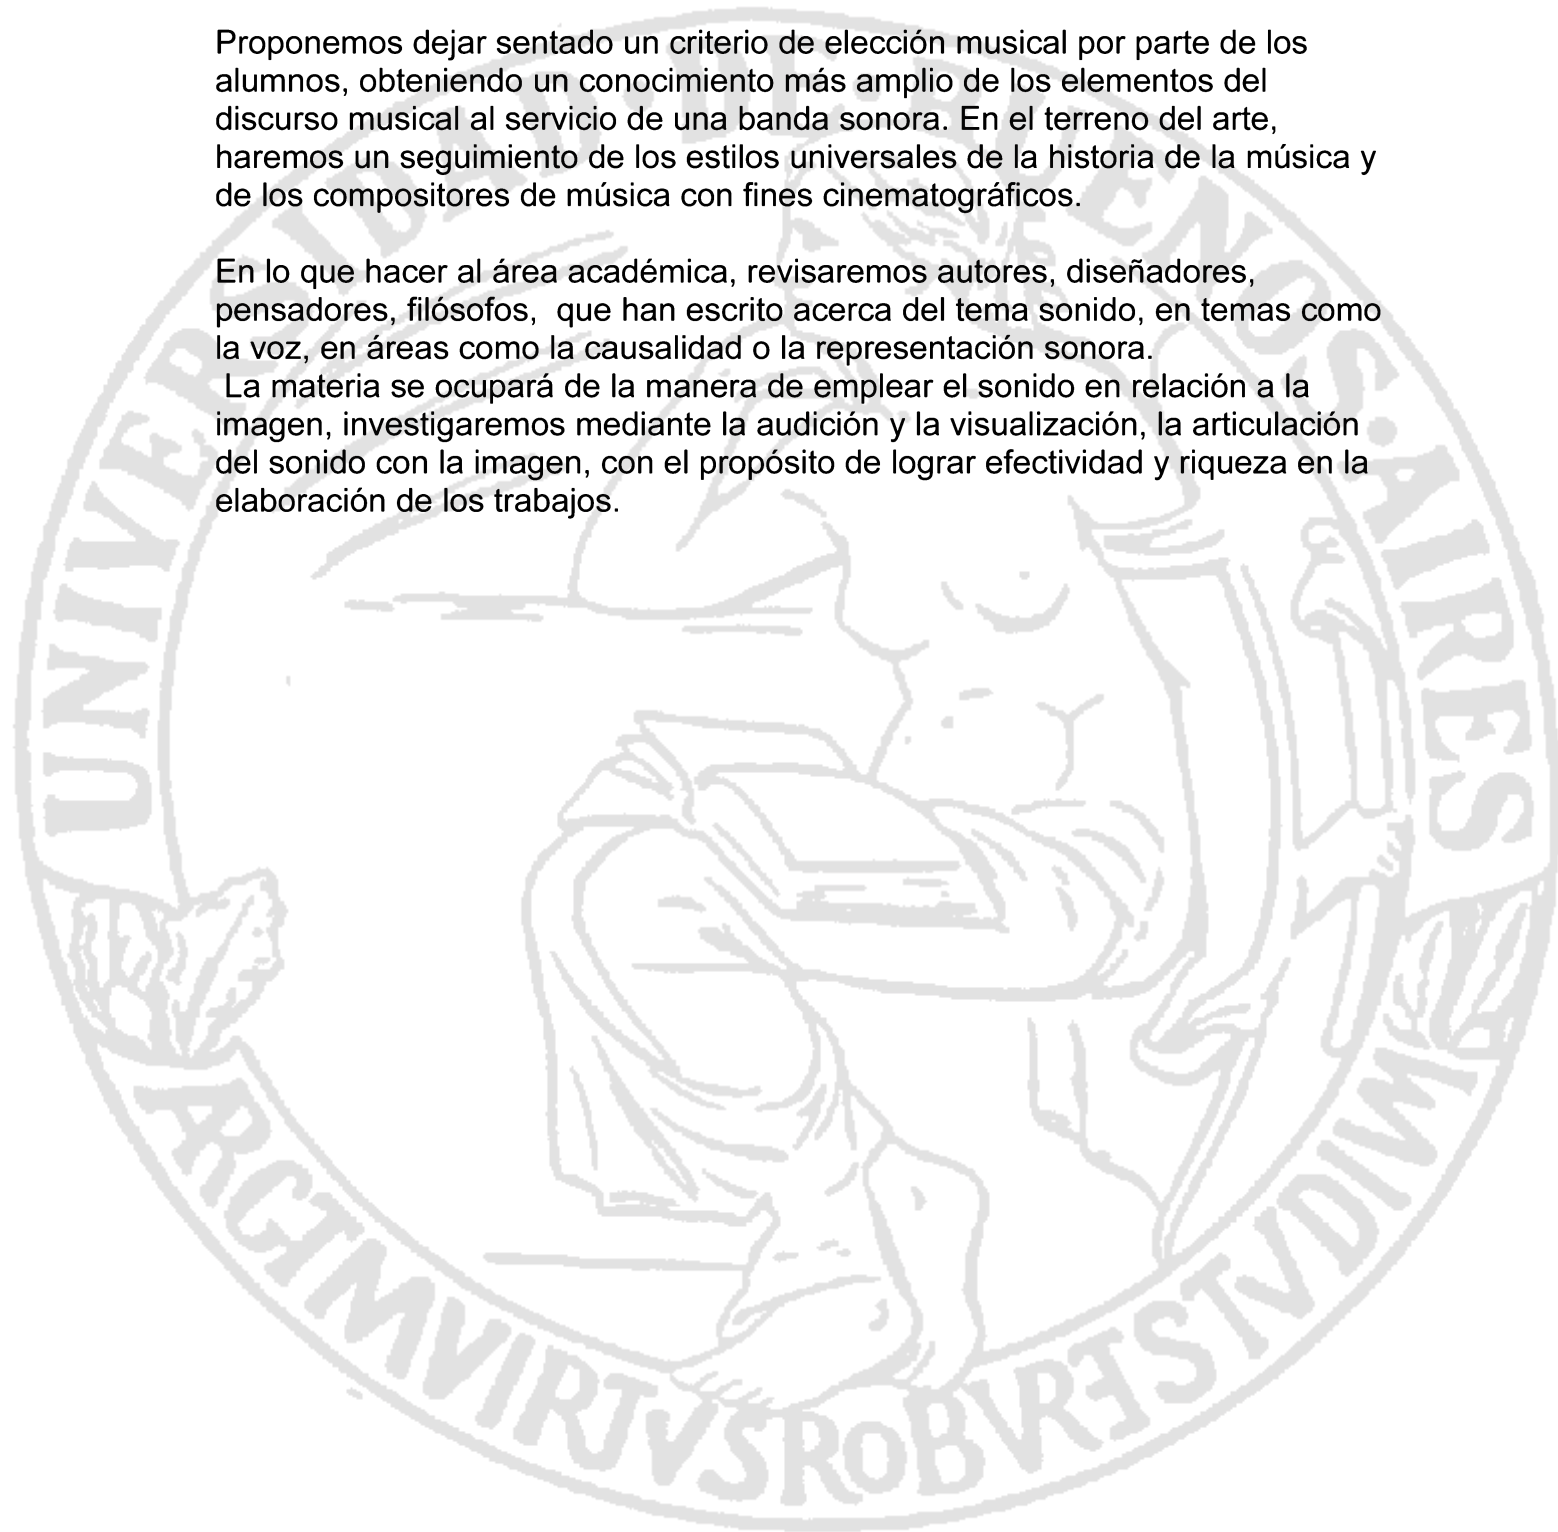 Proponemos dejar sentado un criterio de elección musical por parte de los
alumnos, obteniendo un conocimiento más amplio de los elementos del
discurso musical al servicio de una banda sonora. En el terreno del arte,
haremos un seguimiento de los estilos universales de la historia de la música y
de los compositores de música con fines cinematográficos.
En lo que hacer al área académica, revisaremos autores, diseñadores,
pensadores, filósofos,  que han escrito acerca del tema sonido, en temas como
la voz, en áreas como la causalidad o la representación sonora.
La materia se ocupará de la manera de emplear el sonido en relación a la
imagen, investigaremos mediante la audición y la visualización, la articulación
del sonido con la imagen, con el propósito de lograr efectividad y riqueza en la
elaboración de los trabajos.
UNIVERSIDAD·DE·BUENOS·AIRES
ARGTMVIRTVSROBVRETSTVDIVM